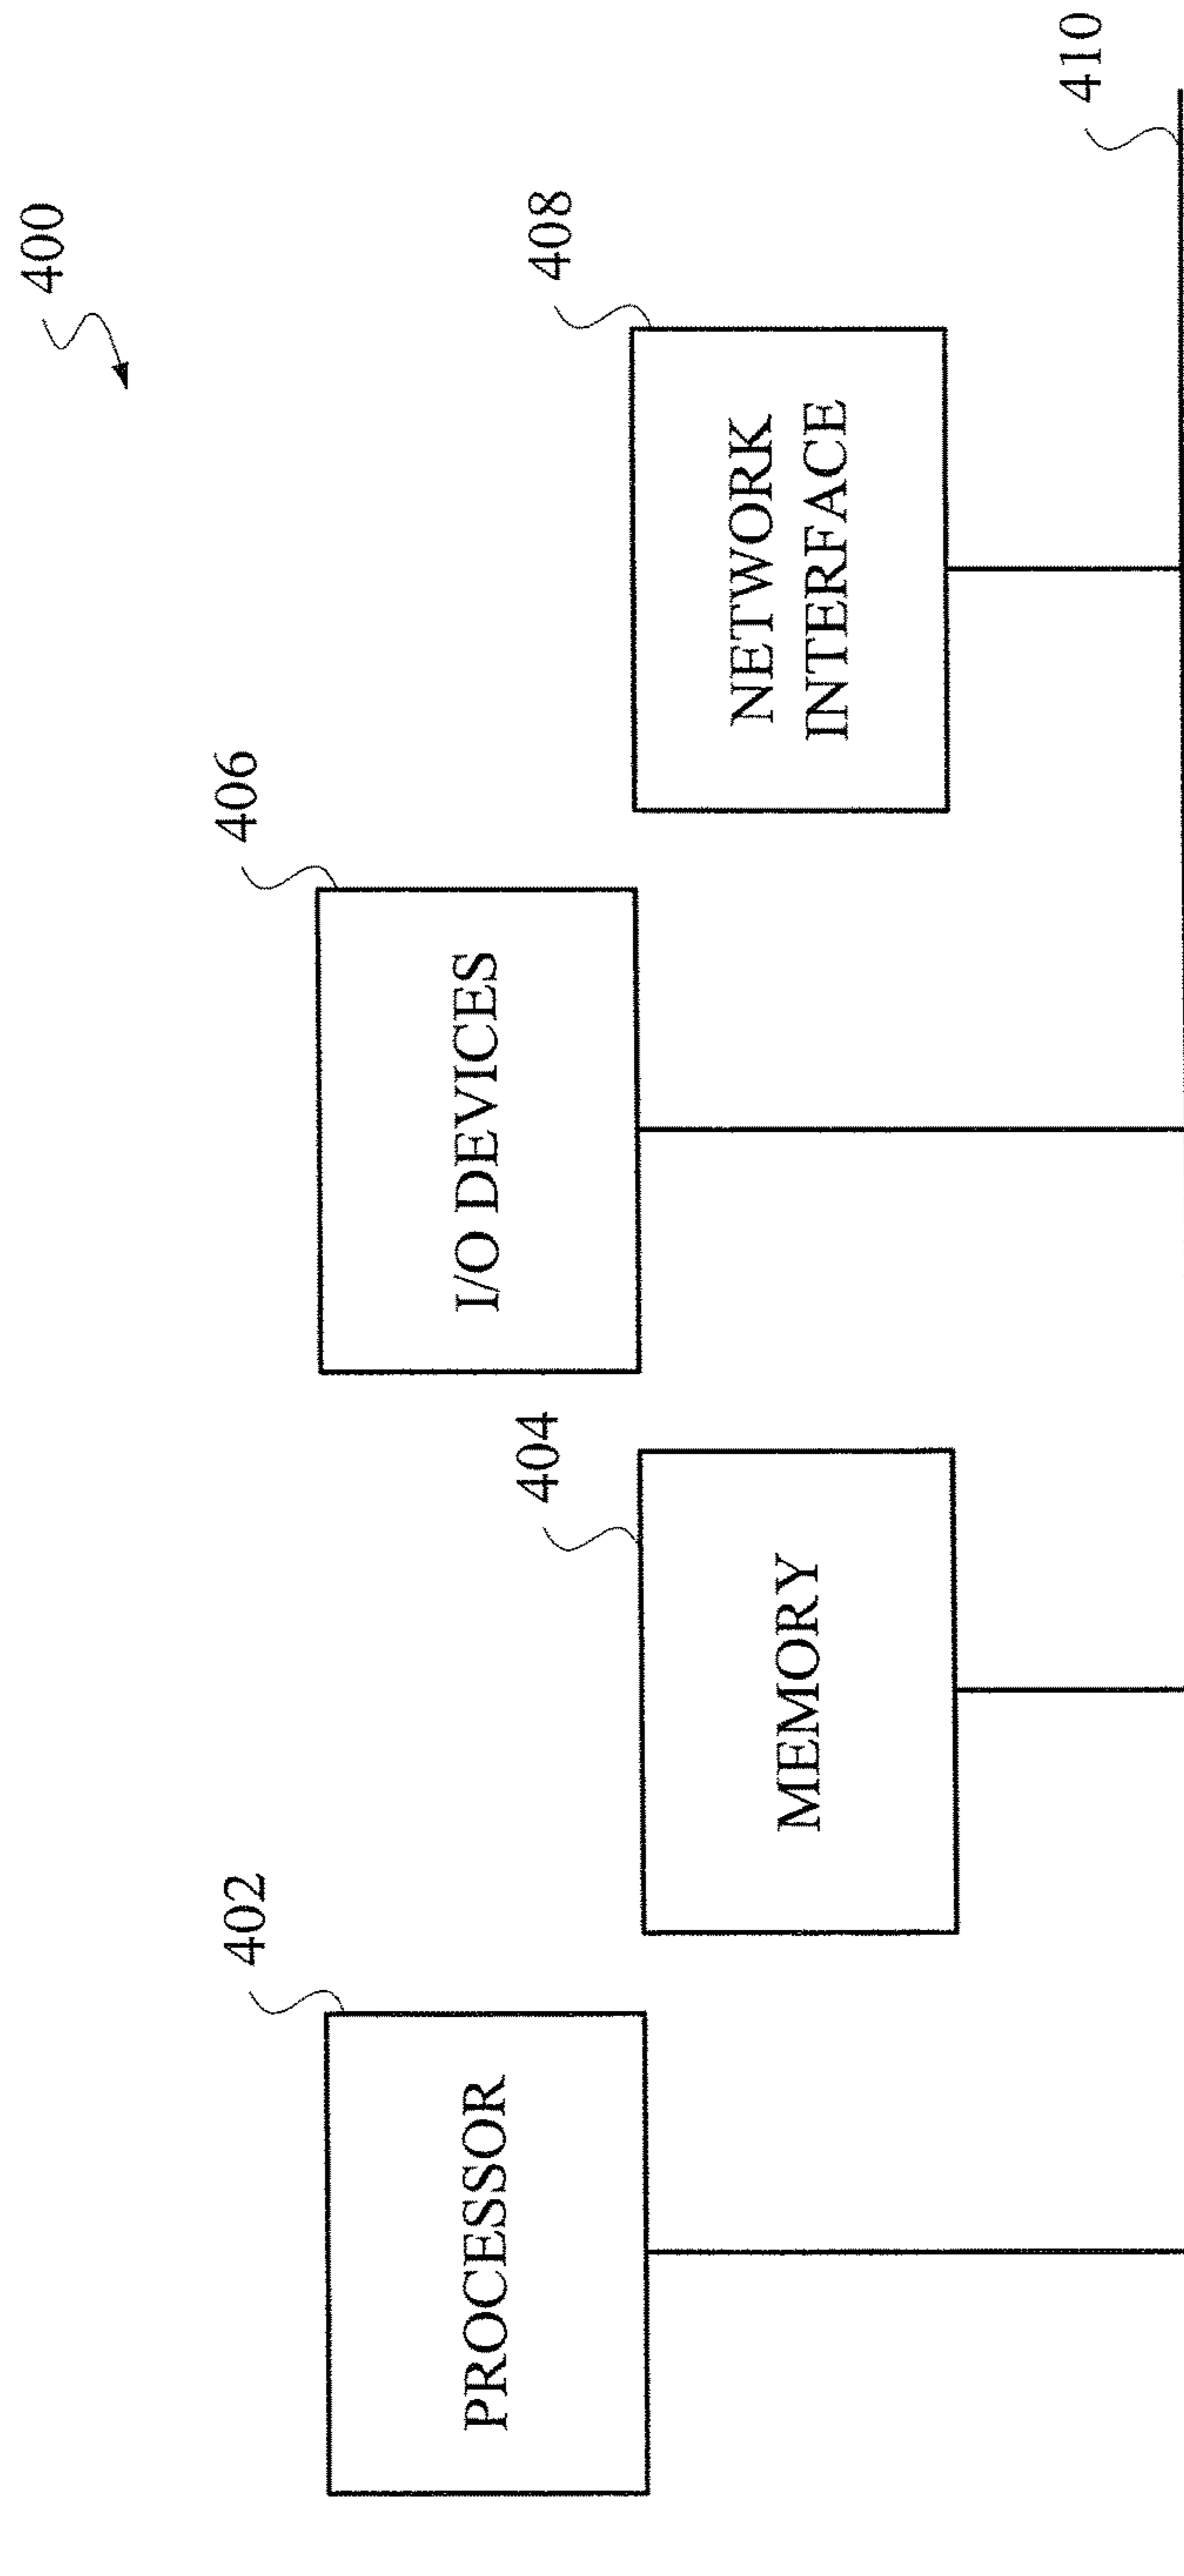 400
402
PROCESSOR
404
MEMORY
406
I/O DEVICES
408
NETWORK
INTERFACE
410